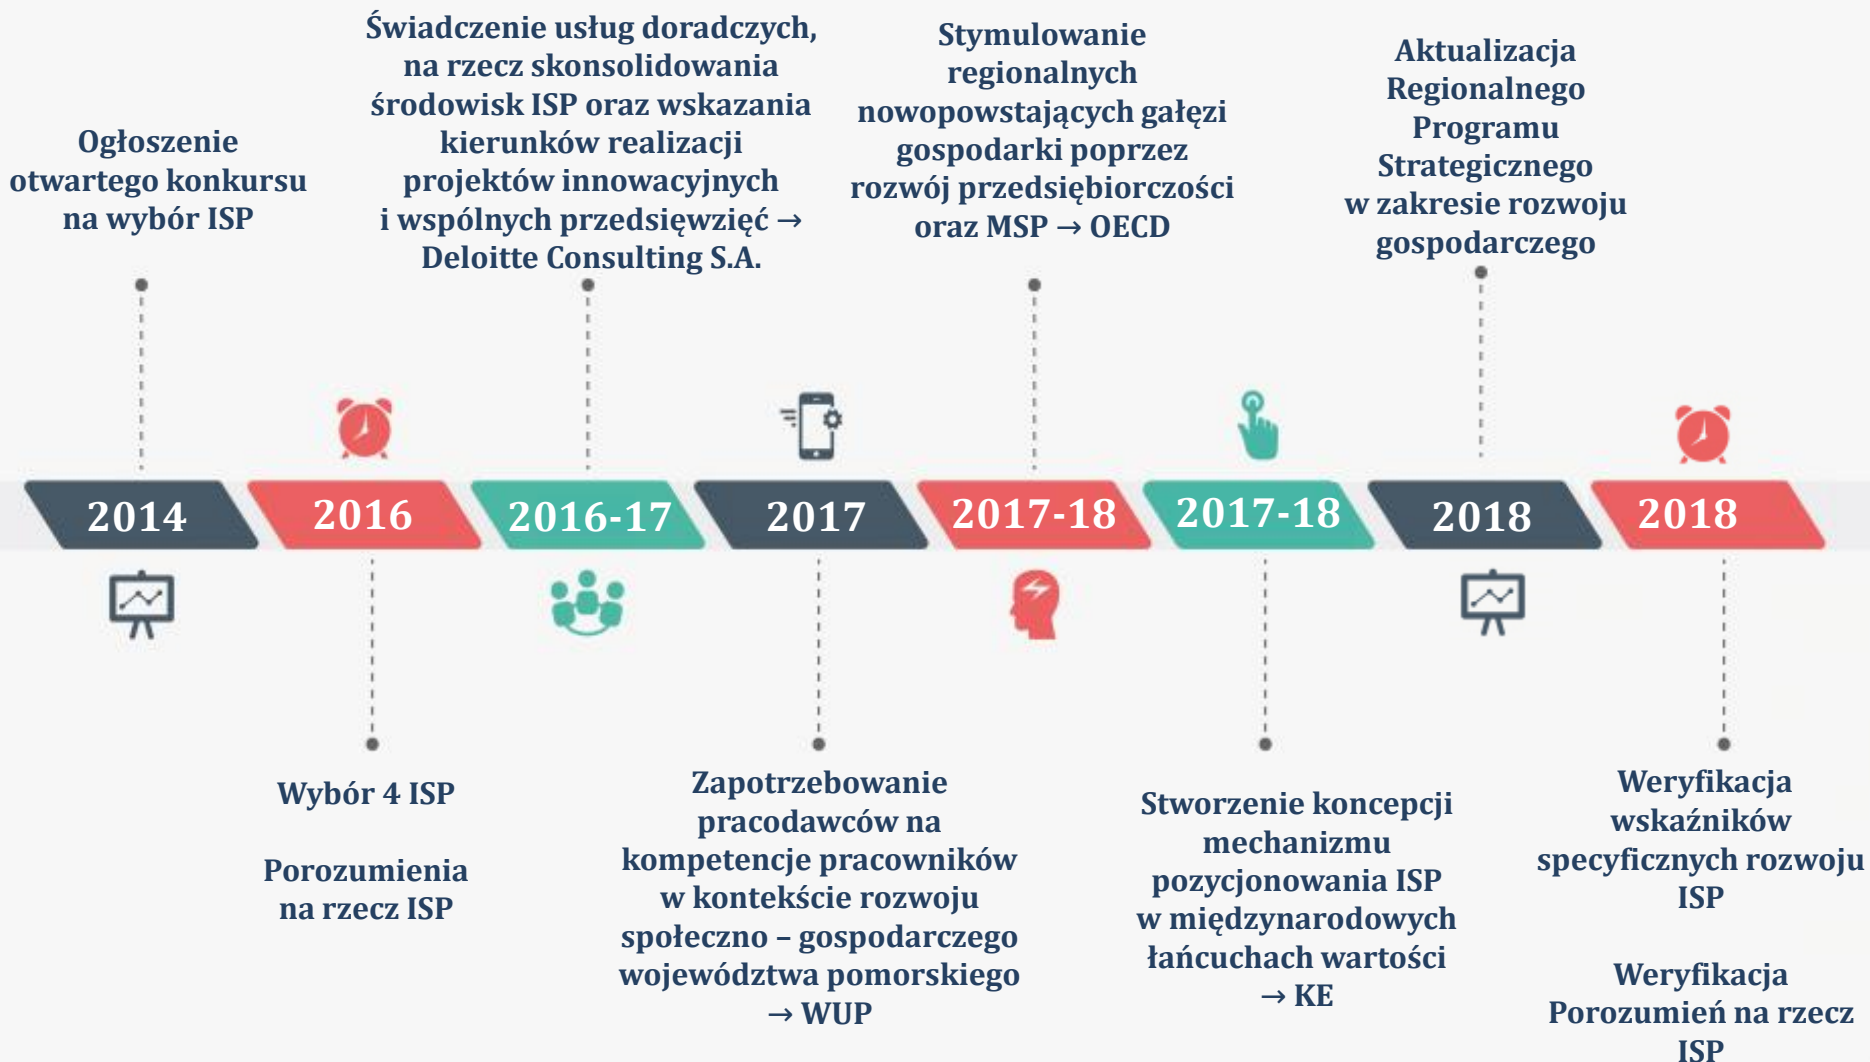 Ogłoszenie
otwartego konkursu
na wybór ISP
Świadczenie usług doradczych,
na rzecz skonsolidowania
środowisk ISP oraz wskazania
kierunków realizacji
projektów innowacyjnych
i wspólnych przedsięwzięć →
Deloitte Consulting S.A.
Stymulowanie
regionalnych
nowopowstających gałęzi
gospodarki poprzez
rozwój przedsiębiorczości
oraz MSP → OECD
Aktualizacja
Regionalnego
Programu
Strategicznego
w zakresie rozwoju
gospodarczego
2014
2016
2016-17
2017
2017-18
2017-18
2018
2018
Wybór 4 ISP
Porozumienia
na rzecz ISP
Zapotrzebowanie
pracodawców na
kompetencje pracowników
w kontekście rozwoju
społeczno – gospodarczego
województwa pomorskiego
→ WUP
Stworzenie koncepcji
mechanizmu
pozycjonowania ISP
w międzynarodowych
łańcuchach wartości
→ KE
Weryfikacja
wskaźników
specyficznych rozwoju
ISP
Weryfikacja
Porozumień na rzecz
ISP